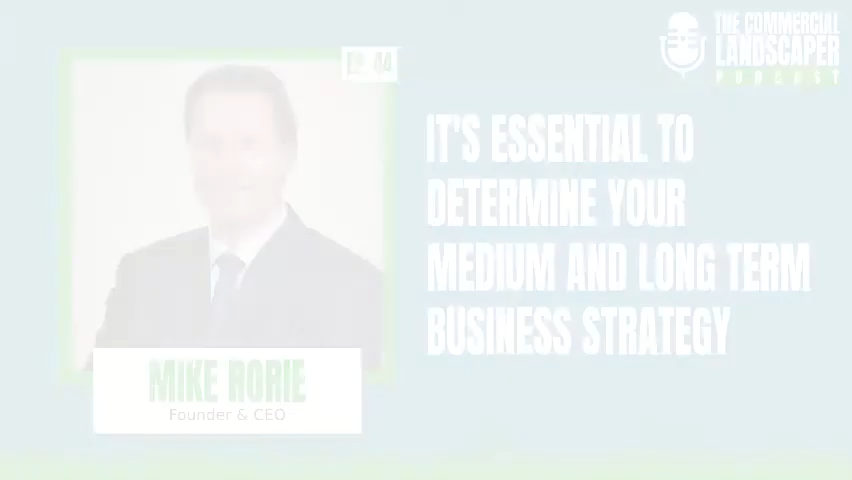 THE COMMERCIAL
LANDSCAPER
PODCAST
EP. 44
IT'S ESSENTIAL TO
DETERMINE YOUR
MEDIUM AND LONG TERM
BUSINESS STRATEGY
MIKE RORIE
Founder & CEO